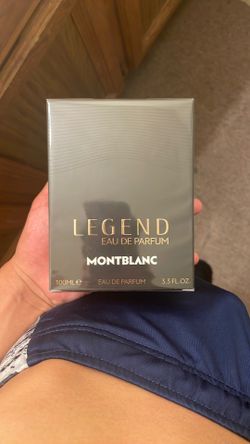 LEGEND
EAU DE PARFUM
MONTBLANC
100ML e EAU DE PARFUM 3.3 FL.OZ.